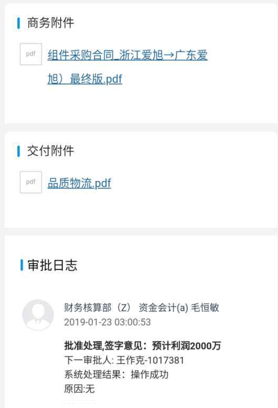 商务附件
pdf
组件采购合同_浙江爱旭→广东爱
旭）最终版.pdf
交付附件
pdf
品质物流.pdf
审批日志
财务核算部（Z） 资金会计(a) 毛恒敏
2019-01-23 03:00:53
批准处理,签字意见：预计利润2000万
下一审批人: 王作克-1017381
系统处理结果：操作成功
原因:无